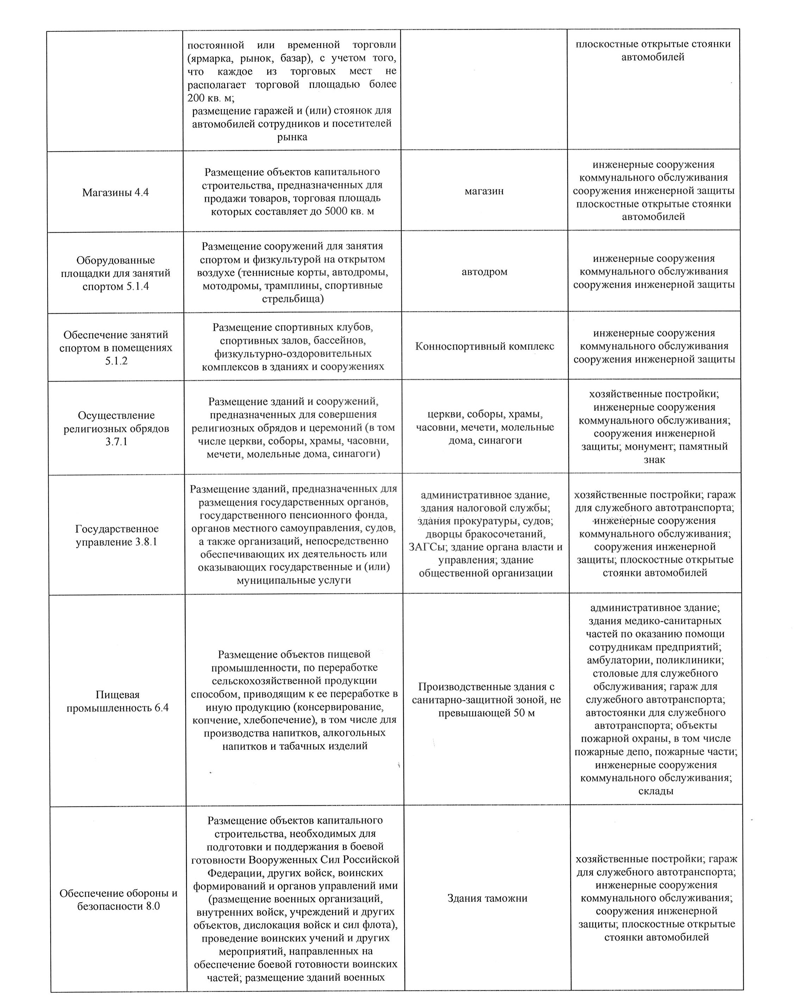 постоянной или временной торговли
(ярмарка, рынок, базар), с учетом того,
что каждое из торговых мест не
располагает торговой площадью более
200 кв. м;
размещение гаражей и (или) стоянок для
автомобилей сотрудников и посетителей
рынка
плоскостные открытые стоянки
автомобилей
Магазины 4.4
Размещение объектов капитального
строительства, предназначенных для
продажи товаров, торговая площадь
которых составляет до 5000 кв. м
магазин
инженерные сооружения
коммунального обслуживания
сооружения инженерной защиты
плоскостные открытые стоянки
автомобилей
Оборудованные
площадки для занятий
спортом 5.1.4
Размещение сооружений для занятия
спортом и физкультурой на открытом
воздухе (теннисные корты, автодромы,
мотодромы, трамплины, спортивные
стрельбища)
автодром
инженерные сооружения
коммунального обслуживания
сооружения инженерной защиты
Обеспечение занятий
спортом в помещениях
5.1.2
Размещение спортивных клубов,
спортивных залов, бассейнов,
физкультурно-оздоровительных
комплексов в зданиях и сооружениях
Конноспортивный комплекс
инженерные сооружения
коммунального обслуживания
сооружения инженерной защиты
Осуществление
религиозных обрядов
3.7.1
Размещение зданий и сооружений,
предназначенных для совершения
религиозных обрядов и церемоний (в том
числе церкви, соборы, храмы, часовни,
мечети, молельные дома, синагоги)
церкви, соборы, храмы,
часовни, мечети, молельные
дома, синагоги
хозяйственные постройки;
инженерные сооружения
коммунального обслуживания;
сооружения инженерной
защиты; монумент; памятный
знак
Государственное
управление 3.8.1
Размещение зданий, предназначенных для
размещения государственных органов,
государственного пенсионного фонда,
органов местного самоуправления, судов,
а также организаций, непосредственно
обеспечивающих их деятельность или
оказывающих государственные и (или)
муниципальные услуги
административное здание,
здания налоговой службы;
здания прокуратуры, судов;
дворцы бракосочетаний,
ЗАГСы; здание органа власти и
управления; здание
общественной организации
хозяйственные постройки; гараж
для служебного автотранспорта;
инженерные сооружения
коммунального обслуживания;
сооружения инженерной
защиты; плоскостные открытые
стоянки автомобилей
Пищевая
промышленность 6.4
Размещение объектов пищевой
промышленности, по переработке
сельскохозяйственной продукции
способом, приводящим к ее переработке в
иную продукцию (консервирование,
копчение, хлебопечение), в том числе для
производства напитков, алкогольных
напитков и табачных изделий
Производственные здания с
санитарно-защитной зоной, не
превышающей 50 м
административное здание;
здания медико-санитарных
частей по оказанию помощи
сотрудникам предприятий;
амбулатории, поликлиники;
столовые для служебного
обслуживания; гараж для
служебного автотранспорта;
автостоянки для служебного
автотранспорта; объекты
пожарной охраны, в том числе
пожарные депо, пожарные части;
инженерные сооружения
коммунального обслуживания;
склады
Обеспечение обороны и
безопасности 8.0
Размещение объектов капитального
строительства, необходимых для
подготовки и поддержания в боевой
готовности Вооруженных Сил Российской
Федерации, других войск, воинских
формирований и органов управлений ими
(размещение военных организаций,
внутренних войск, учреждений и других
объектов, дислокация войск и сил флота),
проведение воинских учений и других
мероприятий, направленных на
обеспечение боевой готовности воинских
частей; размещение зданий военных
Здания таможни
хозяйственные постройки; гараж
для служебного автотранспорта;
инженерные сооружения
коммунального обслуживания;
сооружения инженерной
защиты; плоскостные открытые
стоянки автомобилей